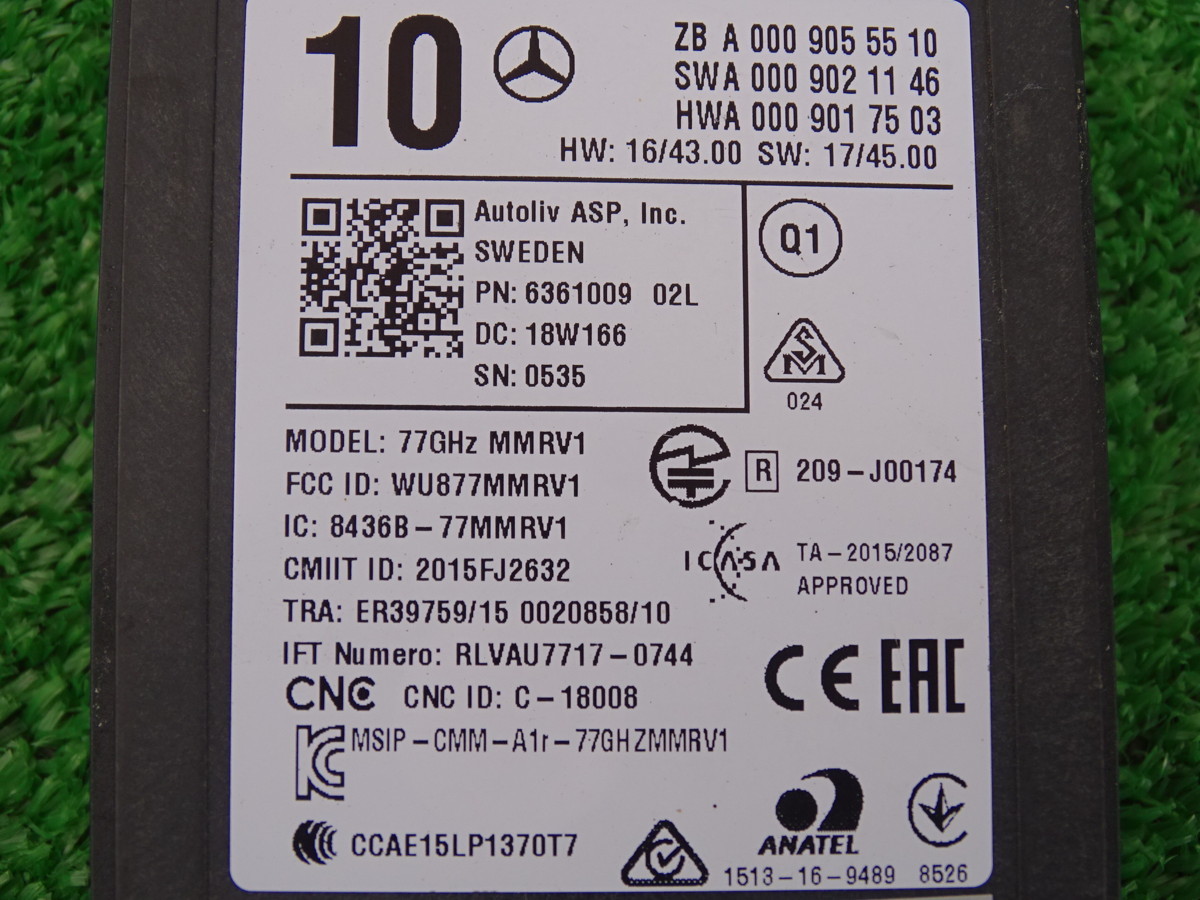 10
ZB A 000 905 55 10
SWA 000 902 11 46
HWA 000 901 75 03
HW: 16/43.00 SW: 17/45.00
Autoliv ASP, Inc.
SWEDEN
PN: 6361009 02L
DC: 18W166
SN: 0535
Q1
SM
024
MODEL: 77GHz MMRV1
FCC ID: WU877MMRV1
IC: 8436B-77MMRV1
CMIIT ID: 2015FJ2632
TRA: ER39759/15 0020858/10
IFT Numero: RLVAU7717-0744
CNC CNC ID: C-18008
KC MSIP-CMM-A1r-77GHZMMRV1
CCAE15LP1370T7
R 209-J00174
ICASA TA-2015/2087
APPROVED
CE EAC
ANATEL
1513-16-9489 8526